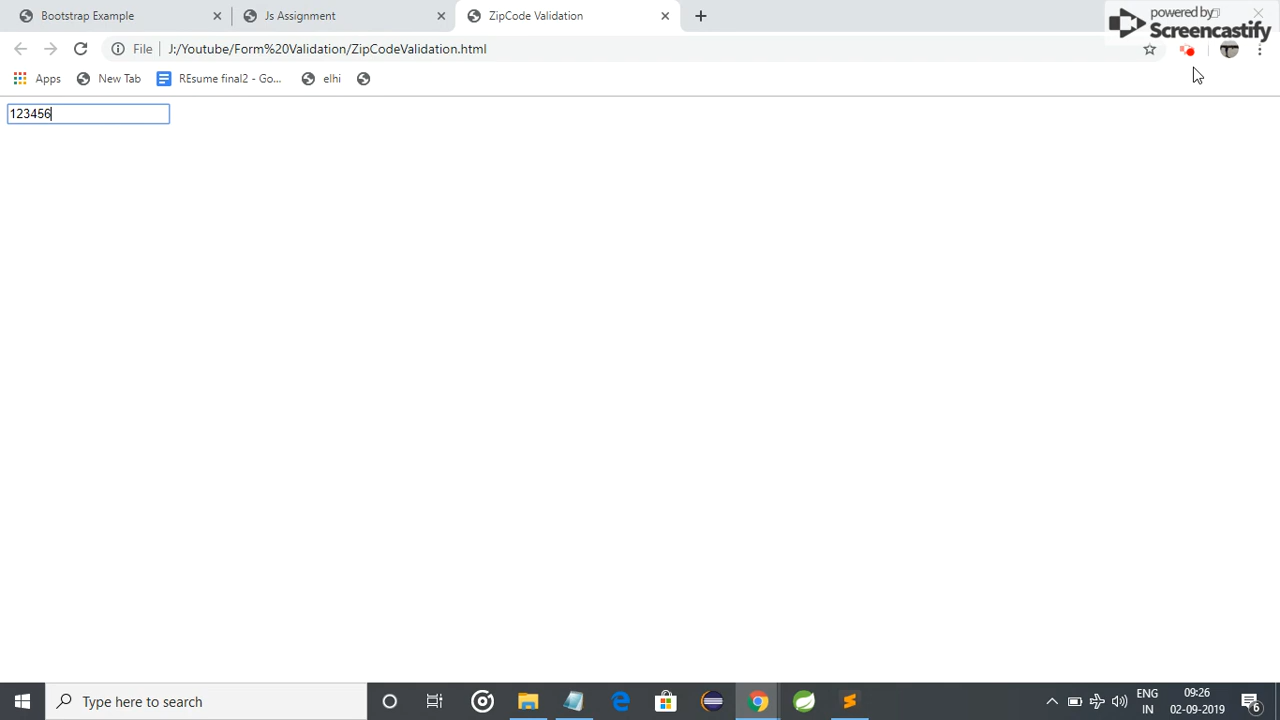 Bootstrap Example
Js Assignment
ZipCode Validation
powered by
Screencastify
File
J:/Youtube/Form%20Validation/ZipCodeValidation.html
Apps
New Tab
REsume final2 - Go...
elhi
123456
Type here to search
ENG
IN
09:26
02-09-2019
6